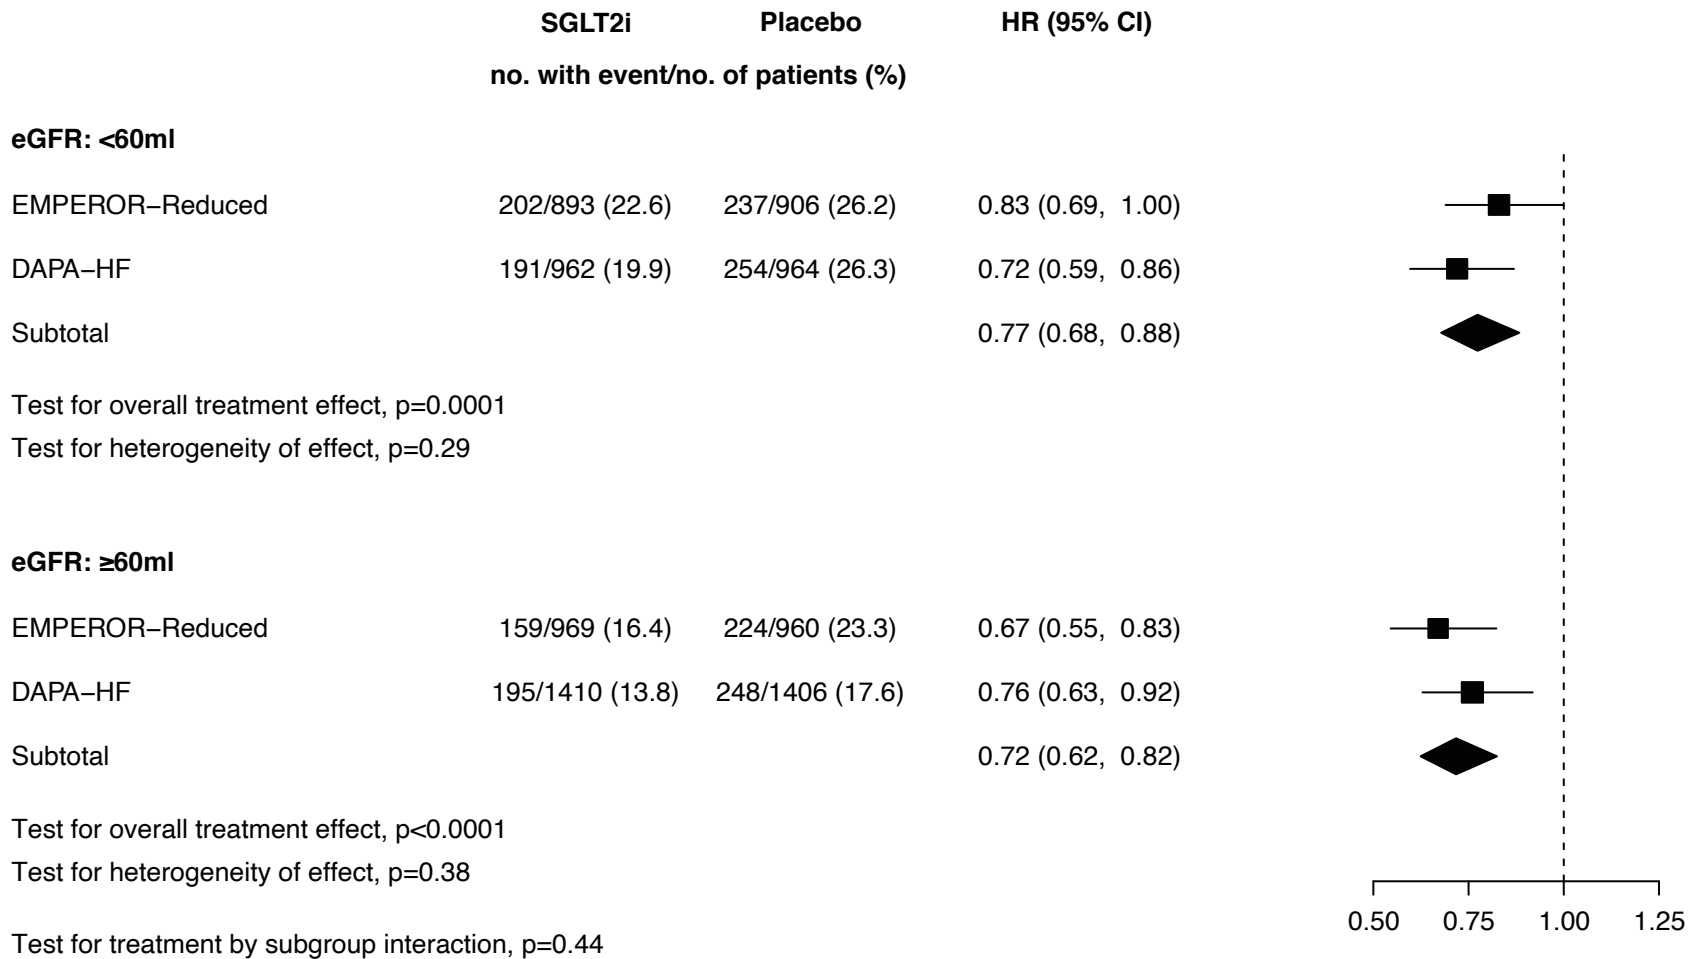 SGLT2i Placebo HR (95% CI)
no. with event/no. of patients (%)
eGFR: <60ml
EMPEROR−Reduced 202/893 (22.6) 237/906 (26.2) 0.83 (0.69, 1.00)
DAPA−HF 191/962 (19.9) 254/964 (26.3) 0.72 (0.59, 0.86)
Subtotal 0.77 (0.68, 0.88)
Test for overall treatment effect, p=0.0001
Test for heterogeneity of effect, p=0.29
eGFR: ≥60ml
EMPEROR−Reduced 159/969 (16.4) 224/960 (23.3) 0.67 (0.55, 0.83)
DAPA−HF 195/1410 (13.8) 248/1406 (17.6) 0.76 (0.63, 0.92)
Subtotal 0.72 (0.62, 0.82)
Test for overall treatment effect, p<0.0001
Test for heterogeneity of effect, p=0.38
0.50 0.75 1.00 1.25
Test for treatment by subgroup interaction, p=0.44